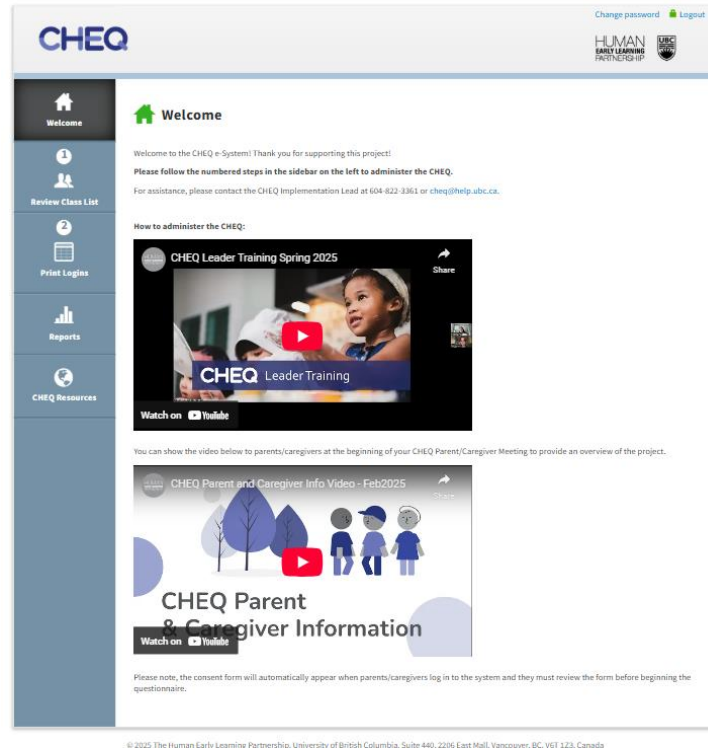 Change password Logout
CHEQ
HUMAN
EARLY LEARNING
PARTNERSHIP
UBC
Welcome
1
Review Class List
2
Print Logins
Reports
CHEQ Resources
Welcome
Welcome to the CHEQ e-System! Thank you for supporting this project!
Please follow the numbered steps in the sidebar on the left to administer the CHEQ.
For assistance, please contact the CHEQ Implementation Lead at 604-822-3361 or cheq@help.ubc.ca.
How to administer the CHEQ:
CHEQ Leader Training Spring 2025
Share
CHEQ Leader Training
Watch on YouTube
You can show the video below to parents/caregivers at the beginning of your CHEQ Parent/Caregiver Meeting to provide an overview of the project.
CHEQ Parent and Caregiver Info Video - Feb2025
Share
CHEQ Parent
& Caregiver Information
Watch on YouTube
Please note, the consent form will automatically appear when parents/caregivers log in to the system and they must review the form before beginning the
questionnaire.
© 2025 The Human Early Learning Partnership, University of British Columbia, Suite 440, 2206 East Mall, Vancouver, BC, V6T 1Z3, Canada